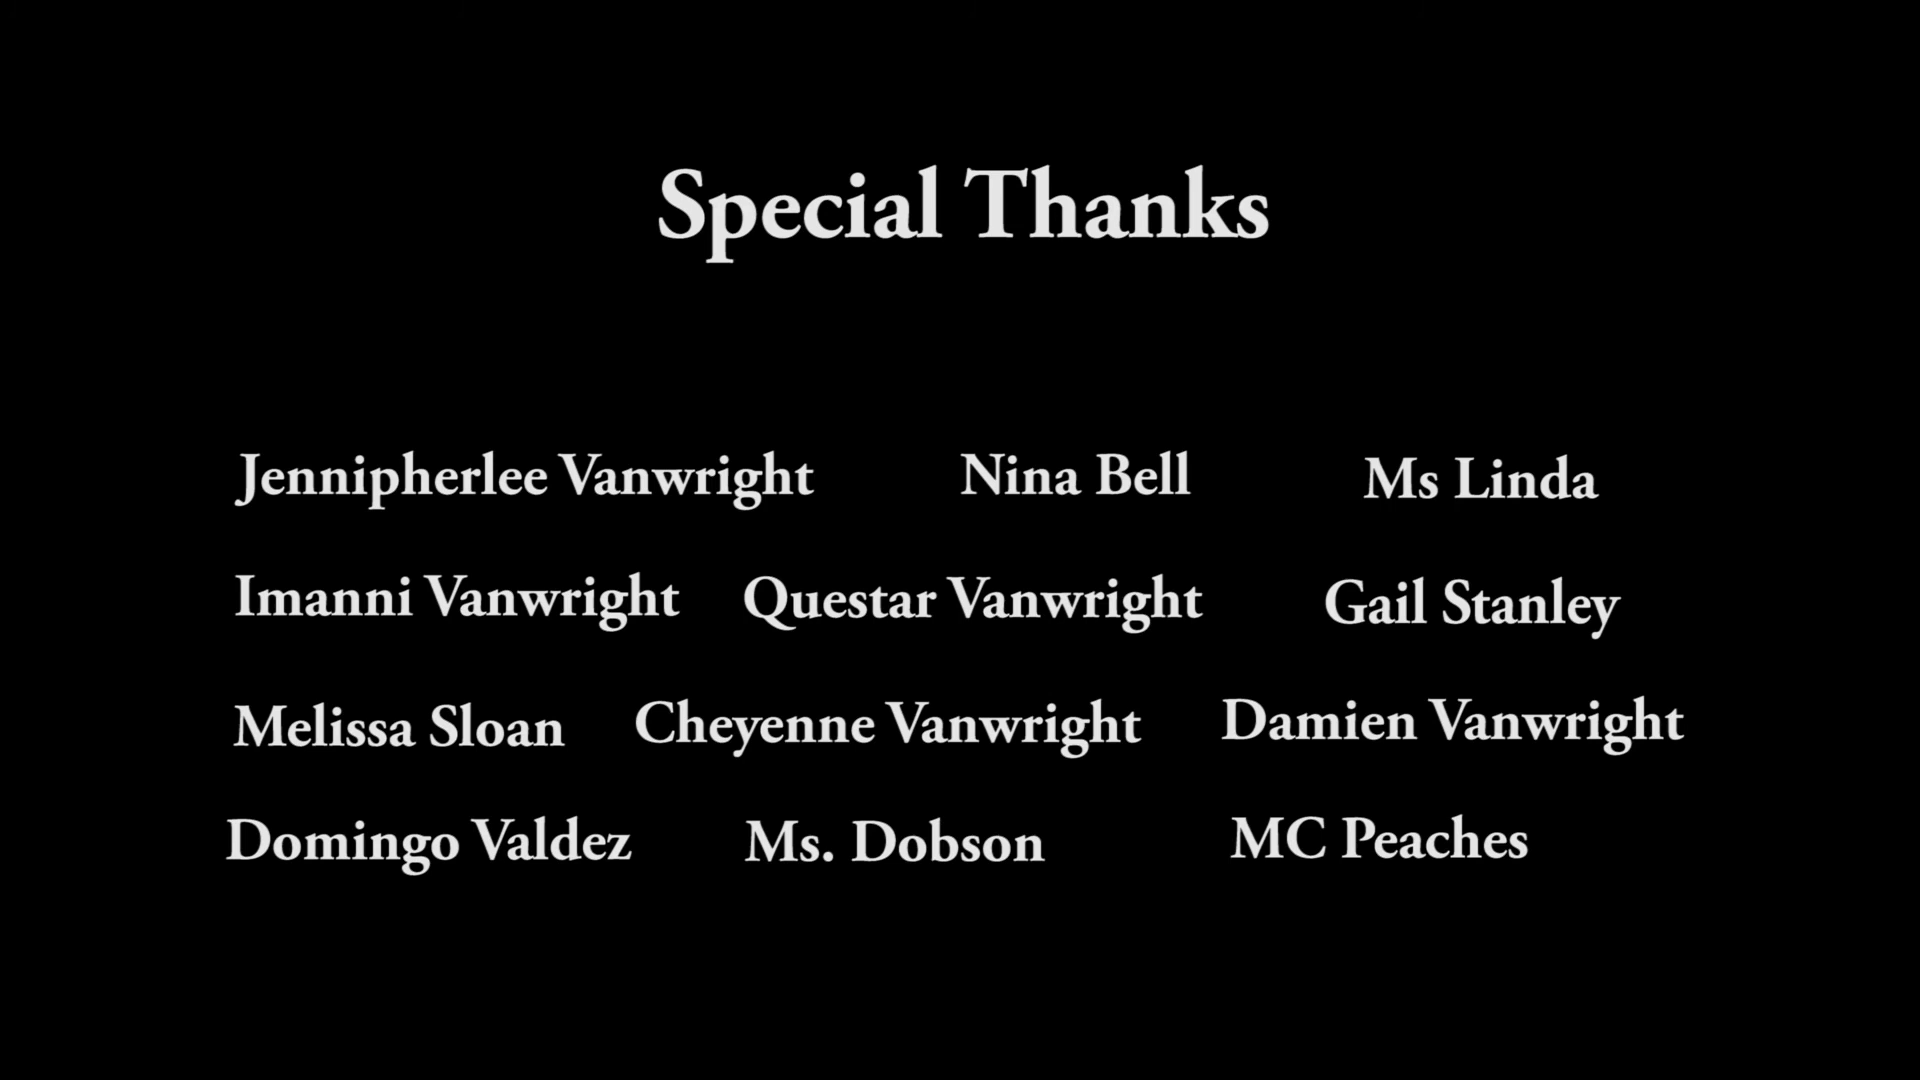 Special Thanks
Jennipherlee Vanwright Nina Bell Ms Linda
Imanni Vanwright Questar Vanwright Gail Stanley
Melissa Sloan Cheyenne Vanwright Damien Vanwright
Domingo Valdez Ms. Dobson MC Peaches